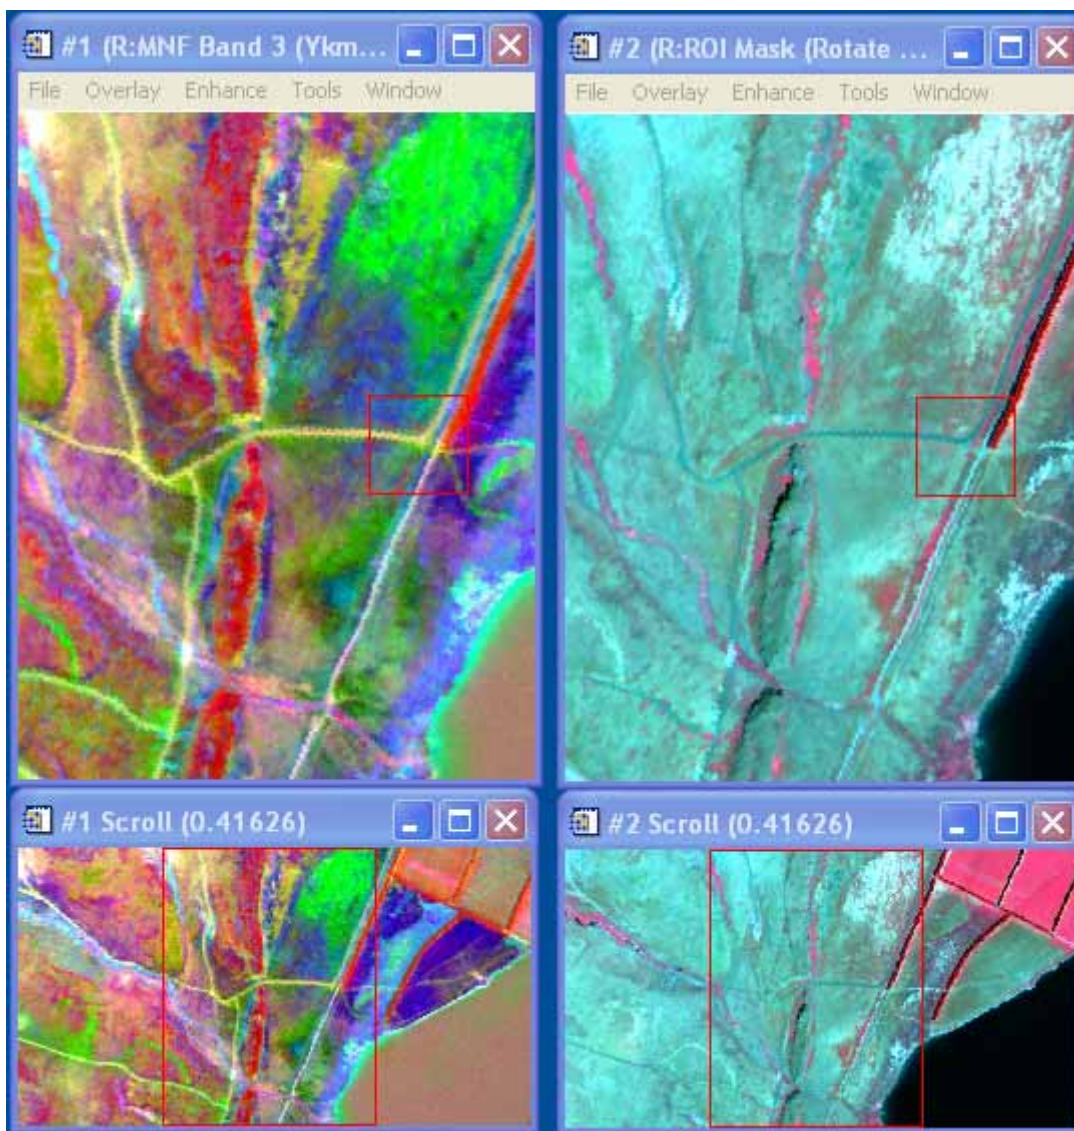 #1 (R:MNF Band 3 (Ykm...
File Overlay Enhance Tools Window
#2 (R:ROI Mask (Rotate ...
File Overlay Enhance Tools Window
#1 Scroll (0.41626)
#2 Scroll (0.41626)